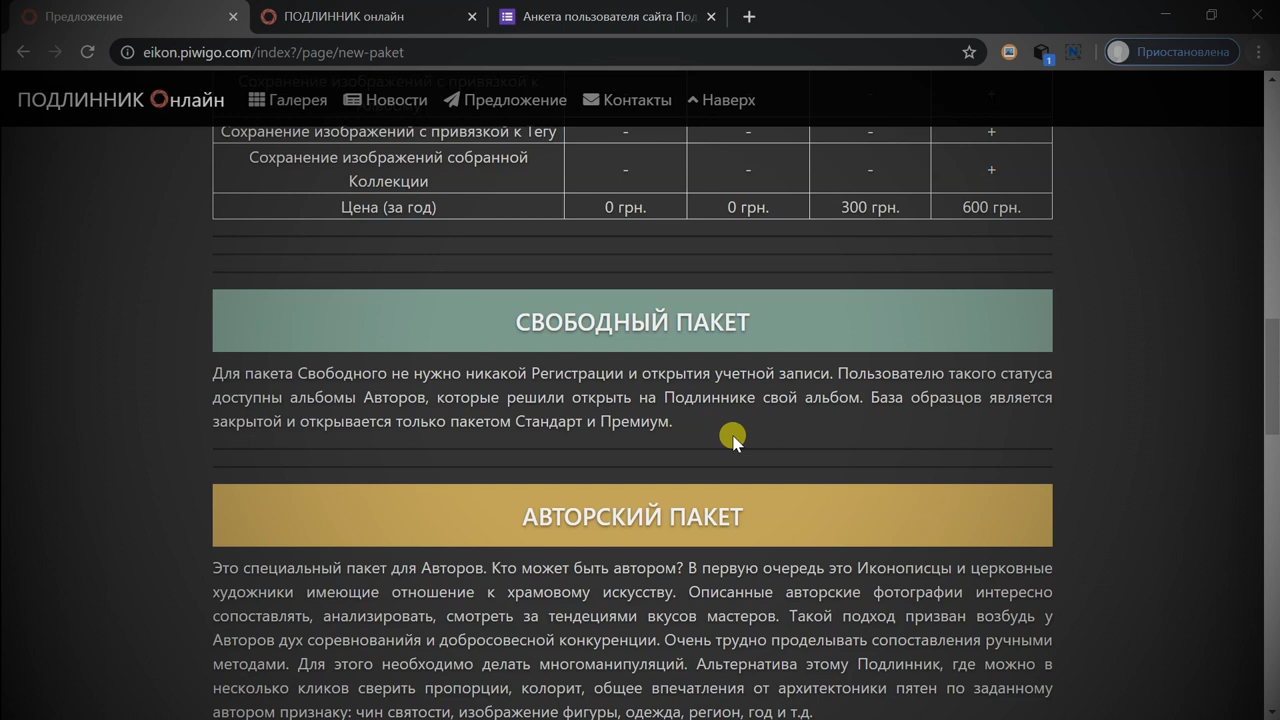 Предложение
ПОДЛИННИК онлайн
Анкета пользователя сайта Под
eikon.piwigo.com/index?/page/new-paket
1
Приостановлена
ПОДЛИННИК Онлайн
Галерея
Новости
Предложение
Контакты
Наверх
Сохранение изображений с привязкой к
- +
Сохранение изображений с привязкой к Тегу - - - +
Сохранение изображений собранной
Коллекции - - - +
Цена (за год) 0 грн. 0 грн. 300 грн. 600 грн.
СВОБОДНЫЙ ПАКЕТ
Для пакета Свободного не нужно никакой Регистрации и открытия учетной записи. Пользователю такого статуса
доступны альбомы Авторов, которые решили открыть на Подлиннике свой альбом. База образцов является
закрытой и открывается только пакетом Стандарт и Премиум.
АВТОРСКИЙ ПАКЕТ
Это специальный пакет для Авторов. Кто может быть автором? В первую очередь это Иконописцы и церковные
художники имеющие отношение к храмовому искусству. Описанные авторские фотографии интересно
сопоставлять, анализировать, смотреть за тендециями вкусов мастеров. Такой подход призван возбудь у
Авторов дух соревнованийя и добросовесной конкуренции. Очень трудно проделывать сопоставления ручными
методами. Для этого необходимо делать многоманипуляций. Альтернатива этому Подлинник, где можно в
несколько кликов сверить пропорции, колорит, общее впечатления от архитектоники пятен по заданному
автором признаку: чин святости, изображение фигуры, одежда, регион, год и т.д.